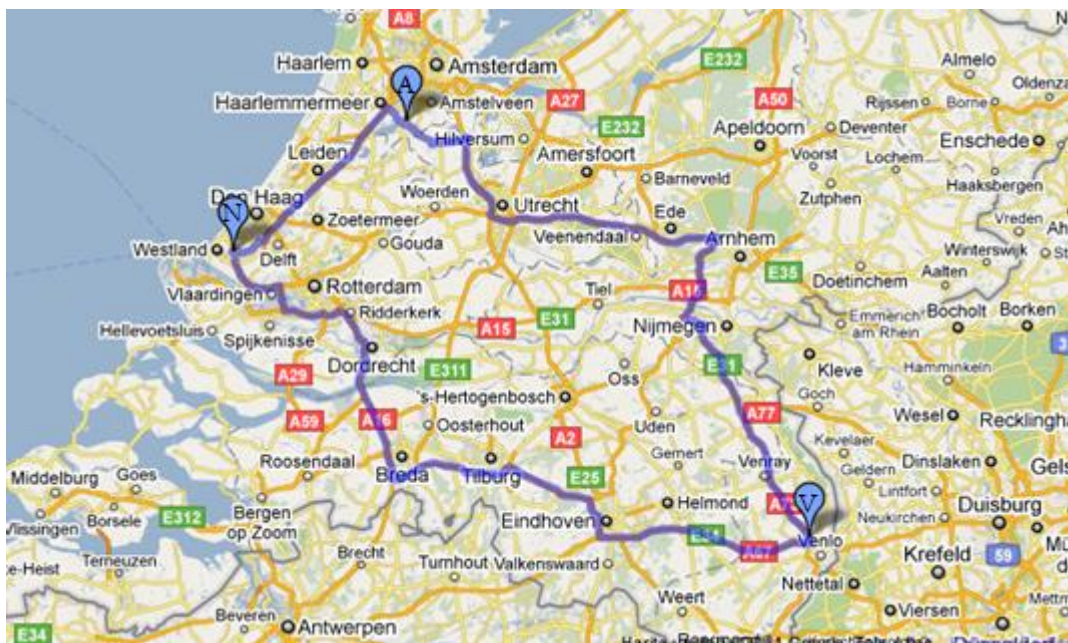 A8
Haarlem
Amsterdam
E232
Almelo
Oldenza
A
Haarlemmermeer
Amstelveen
A27
A50
Rijssen
Borne
Hilversum
E232
Apeldoorn
Deventer
Enschede
Leiden
Amersfoort
Voorst
Lochem
Haaksbergen
Woerden
Barneveld
Zutphen
Den Haag
N
Zoetermeer
Utrecht
Ede
Vreden
Westland
Delft
Gouda
Veenendaal
Arnhem
Winterswijk
Vlaardingen
Rotterdam
Tiel
E35
Doetinchem
Aalten
Ridderkerk
Hellevoetsluis
Spijkenisse
A15
E31
Nijmegen
Emmerich
am Rhein
Bocholt
Borken
Dordrecht
E311
A29
Oss
E31
Kleve
Hamminkeln
A59
A16
's-Hertogenbosch
A77
Goch
Wesel
Recklingha
Oosterhout
A2
Uden
Kevelaer
Roosendaal
Breda
Tilburg
Gemert
Venray
Geldern
Dinslaken
Middelburg
Goes
E25
Lintfort
Vlissingen
Borsele
E312
Bergen
op Zoom
Eindhoven
Helmond
V
Neukirchen
Duisburg
Terneuzen
Brecht
Turnhout
Valkenswaard
A67
Venlo
Krefeld
59
Nettetal
Beveren
Weert
Viersen
E34
Antwerpen